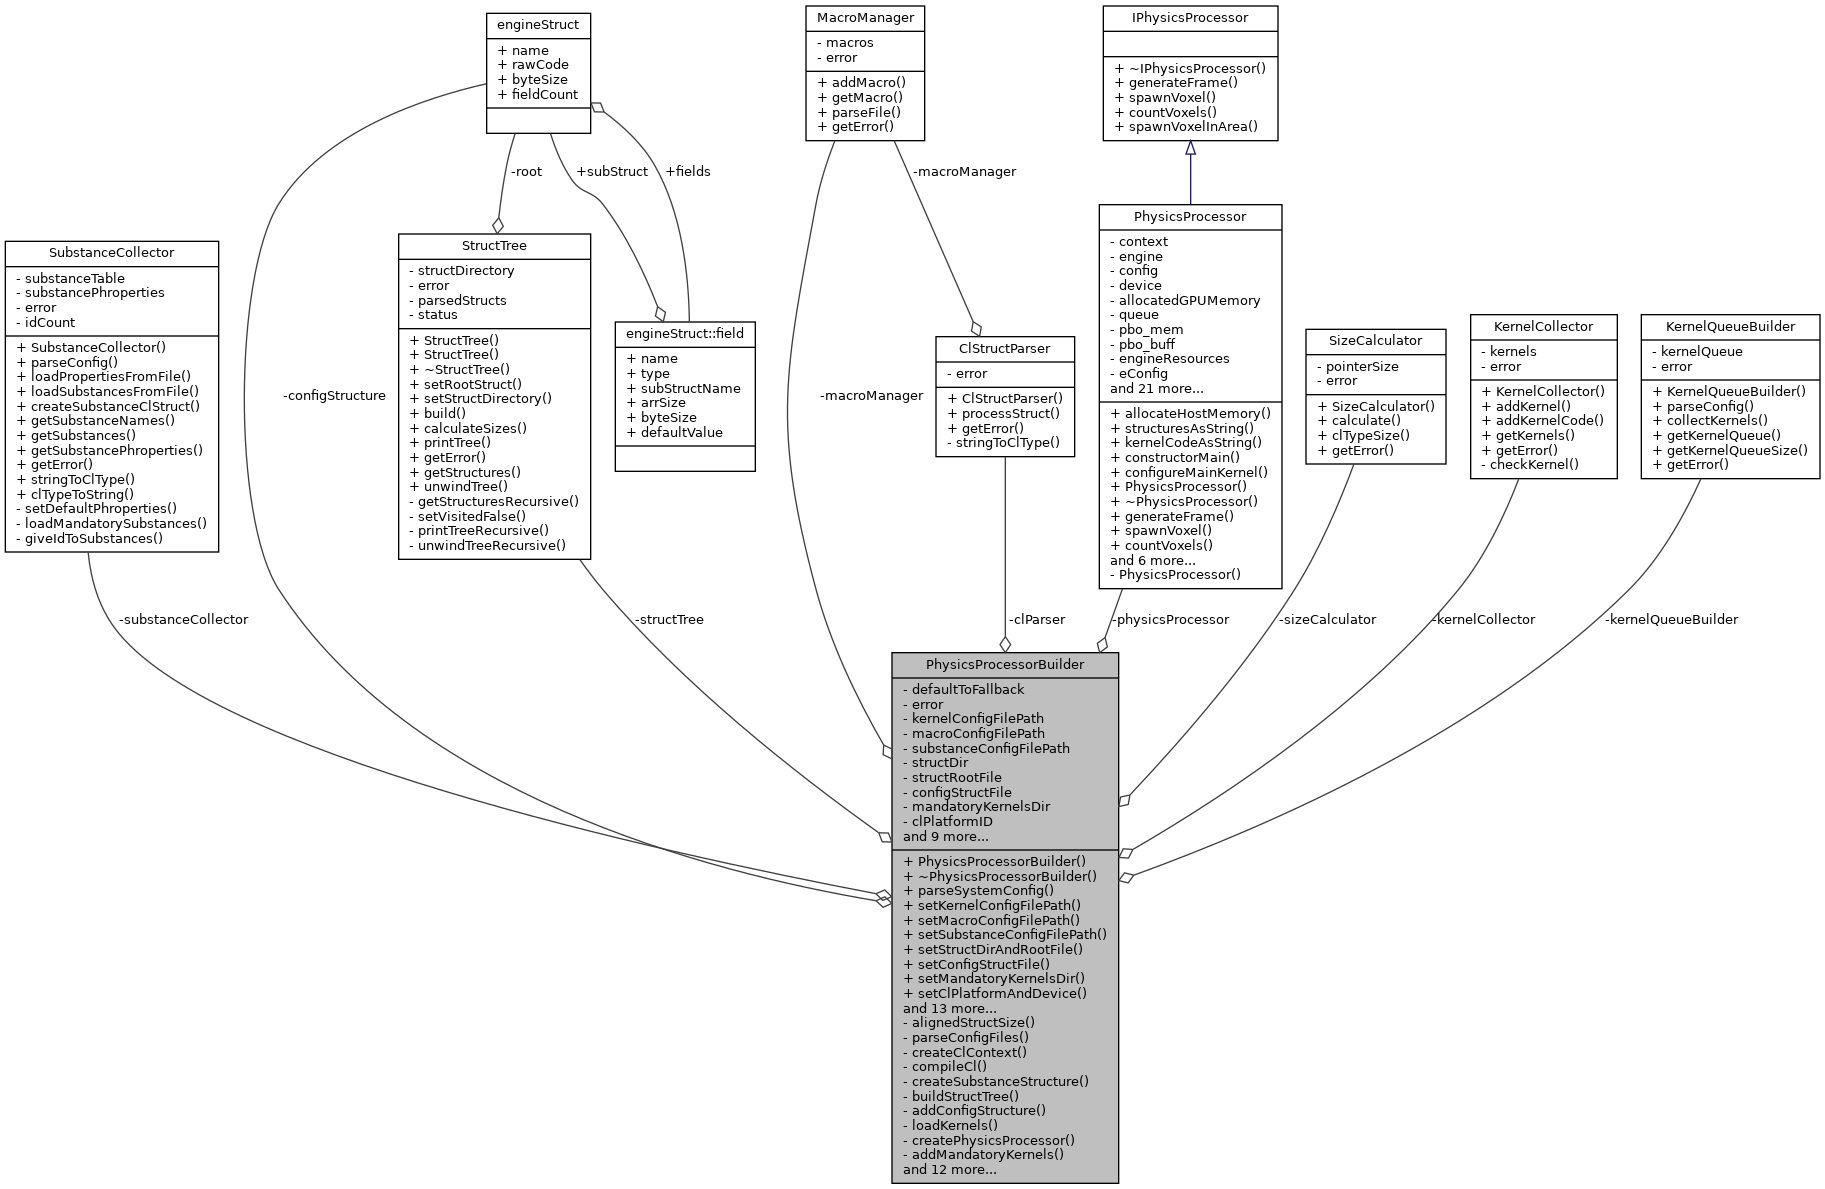 engineStruct
+ name
+ rawCode
+ byteSize
+ fieldCount
MacroManager
- macros
- error
+ addMacro()
+ getMacro()
+ parseFile()
+ getError()
IPhysicsProcessor
+ ~IPhysicsProcessor()
+ generateFrame()
+ spawnVoxel()
+ countVoxels()
+ spawnVoxelInArea()
-root
+subStruct
+fields
-macroManager
SubstanceCollector
- substanceTable
- substancePhroperties
- error
- idCount
+ SubstanceCollector()
+ parseConfig()
+ loadPropertiesFromFile()
+ loadSubstancesFromFile()
+ createSubstanceClStruct()
+ getSubstanceNames()
+ getSubstances()
+ getSubstancePhroperties()
+ getError()
+ stringToClType()
+ clTypeToString()
- setDefaultPhroperties()
- loadMandatorySubstances()
- giveIdToSubstances()
-configStructure
StructTree
- structDirectory
- error
- parsedStructs
- status
+ StructTree()
+ StructTree()
+ ~StructTree()
+ setRootStruct()
+ setStructDirectory()
+ build()
+ calculateSizes()
+ printTree()
+ getError()
+ getStructures()
+ unwindTree()
- getStructuresRecursive()
- setVisitedFalse()
- printTreeRecursive()
- unwindTreeRecursive()
engineStruct::field
+ name
+ type
+ subStructName
+ arrSize
+ byteSize
+ defaultValue
-macroManager
ClStructParser
- error
+ ClStructParser()
+ processStruct()
+ getError()
- stringToClType()
PhysicsProcessor
- context
- engine
- config
- device
- allocatedGPUMemory
- queue
- pbo_mem
- pbo_buff
- engineResources
- eConfig
and 21 more...
+ allocateHostMemory()
+ structuresAsString()
+ kernelCodeAsString()
+ constructorMain()
+ configureMainKernel()
+ PhysicsProcessor()
+ ~PhysicsProcessor()
+ generateFrame()
+ spawnVoxel()
+ countVoxels()
and 6 more...
- PhysicsProcessor()
SizeCalculator
- pointerSize
- error
+ SizeCalculator()
+ calculate()
+ clTypeSize()
+ getError()
KernelCollector
- kernels
- error
+ KernelCollector()
+ addKernel()
+ addKernelCode()
+ getKernels()
+ getError()
- checkKernel()
KernelQueueBuilder
- kernelQueue
- error
+ KernelQueueBuilder()
+ parseConfig()
+ collectKernels()
+ getKernelQueue()
+ getKernelQueueSize()
+ getError()
-substanceCollector
-structTree
-clParser
-physicsProcessor
-sizeCalculator
-kernelCollector
-kernelQueueBuilder
PhysicsProcessorBuilder
- defaultToFallback
- error
- kernelConfigFilePath
- macroConfigFilePath
- substanceConfigFilePath
- structDir
- structRootFile
- configStructFile
- mandatoryKernelsDir
- clPlatformID
and 9 more...
+ PhysicsProcessorBuilder()
+ ~PhysicsProcessorBuilder()
+ parseSystemConfig()
+ setKernelConfigFilePath()
+ setMacroConfigFilePath()
+ setSubstanceConfigFilePath()
+ setStructDirAndRootFile()
+ setConfigStructFile()
+ setMandatoryKernelsDir()
+ setClPlatformAndDevice()
and 13 more...
- alignedStructSize()
- parseConfigFiles()
- createClContext()
- compileCl()
- createSubstanceStructure()
- buildStructTree()
- addConfigStructure()
- loadKernels()
- createPhysicsProcessor()
- addMandatoryKernels()
and 12 more...